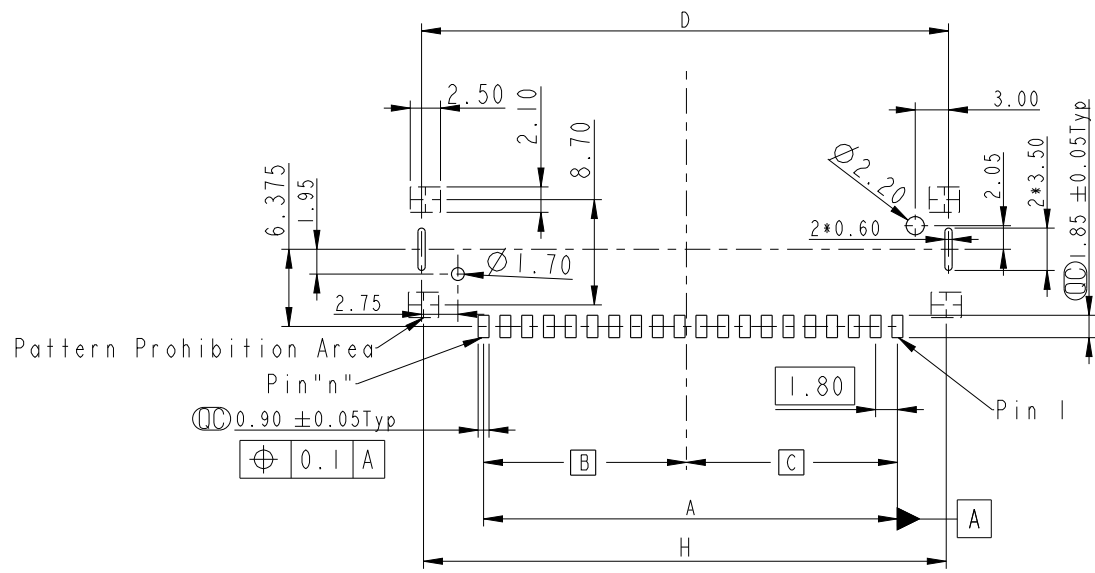 D
2.50
2.10
8.70
3.00
2.05
2*3.50
QC 1.85 ±0.05Typ
6.375
1.95
Ø2.20
2*0.60
Ø1.70
2.75
Pattern Prohibition Area
Pin"n"
1.80
Pin 1
QC 0.90 ±0.05Typ
⌖ 0.1 A
B
C
A
A
H